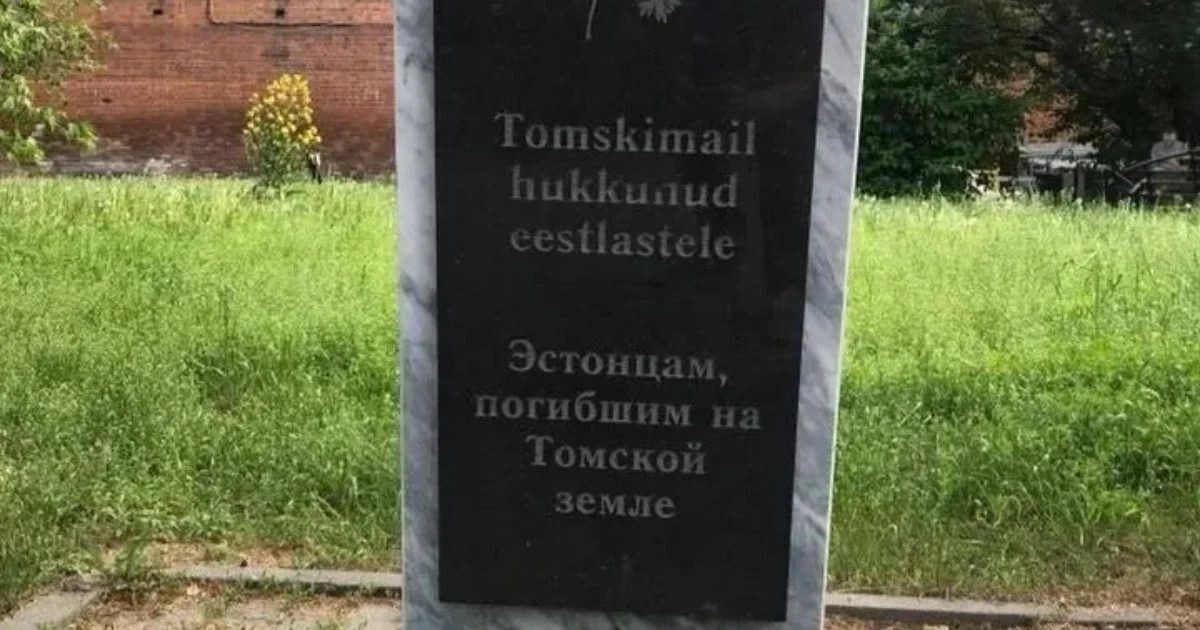 Tomskimail
hukkunud
eestlastele
Эстонцам,
погибшим на
Томской
земле